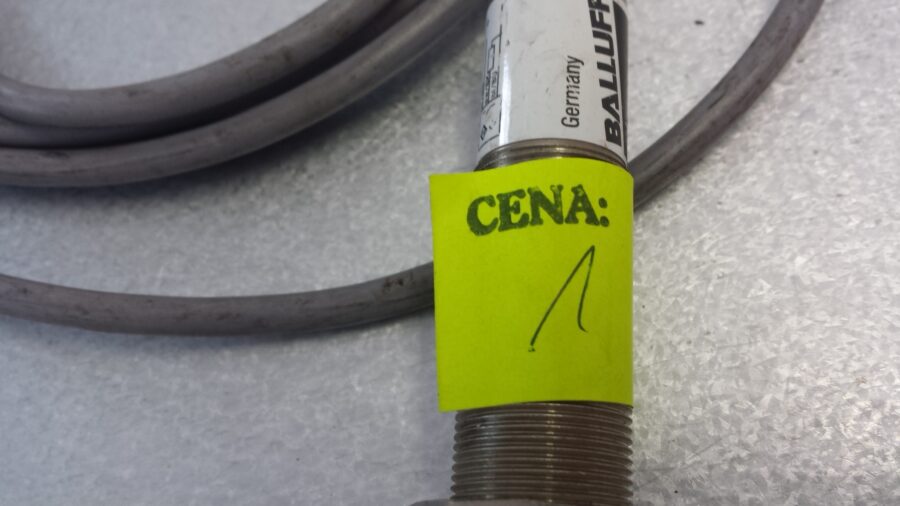 BALLUFF
Germany
CENA:
1